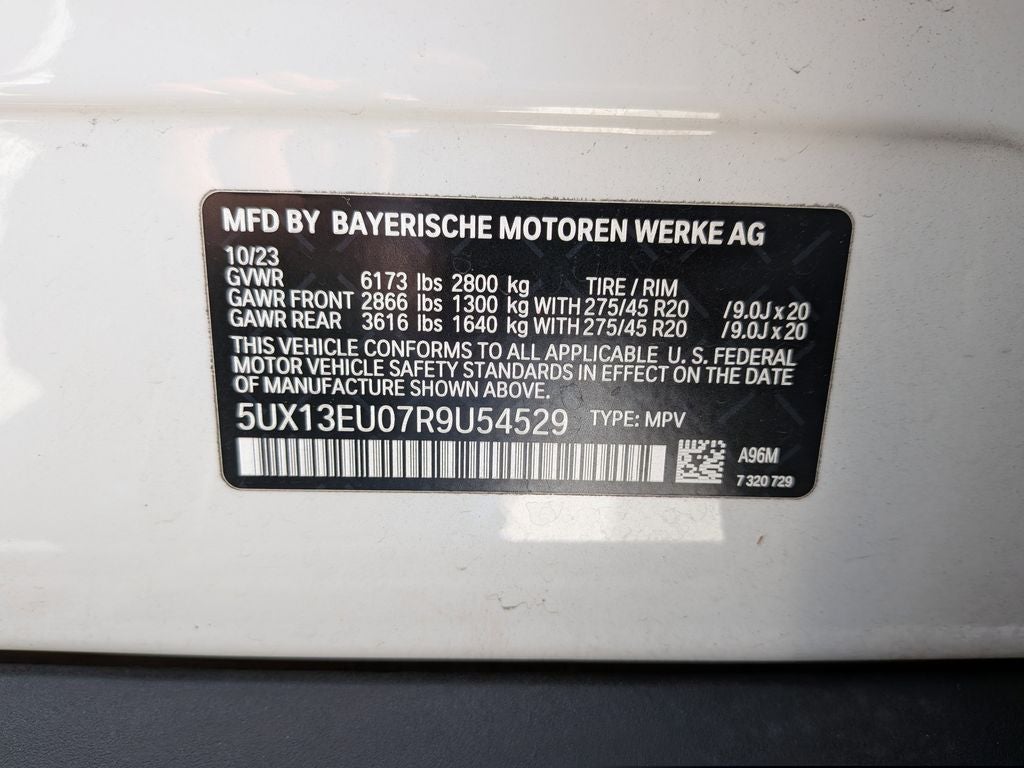 MFD BY BAYERISCHE MOTOREN WERKE AG
10/23
GVWR 6173 lbs 2800 kg TIRE / RIM
GAWR FRONT 2866 lbs 1300 kg WITH 275/45 R20 / 9.0J x 20
GAWR REAR 3616 lbs 1640 kg WITH 275/45 R20 / 9.0J x 20
THIS VEHICLE CONFORMS TO ALL APPLICABLE U. S. FEDERAL
MOTOR VEHICLE SAFETY STANDARDS IN EFFECT ON THE DATE
OF MANUFACTURE SHOWN ABOVE.
5UX13EU07R9U54529 TYPE: MPV
A96M
7 320 729